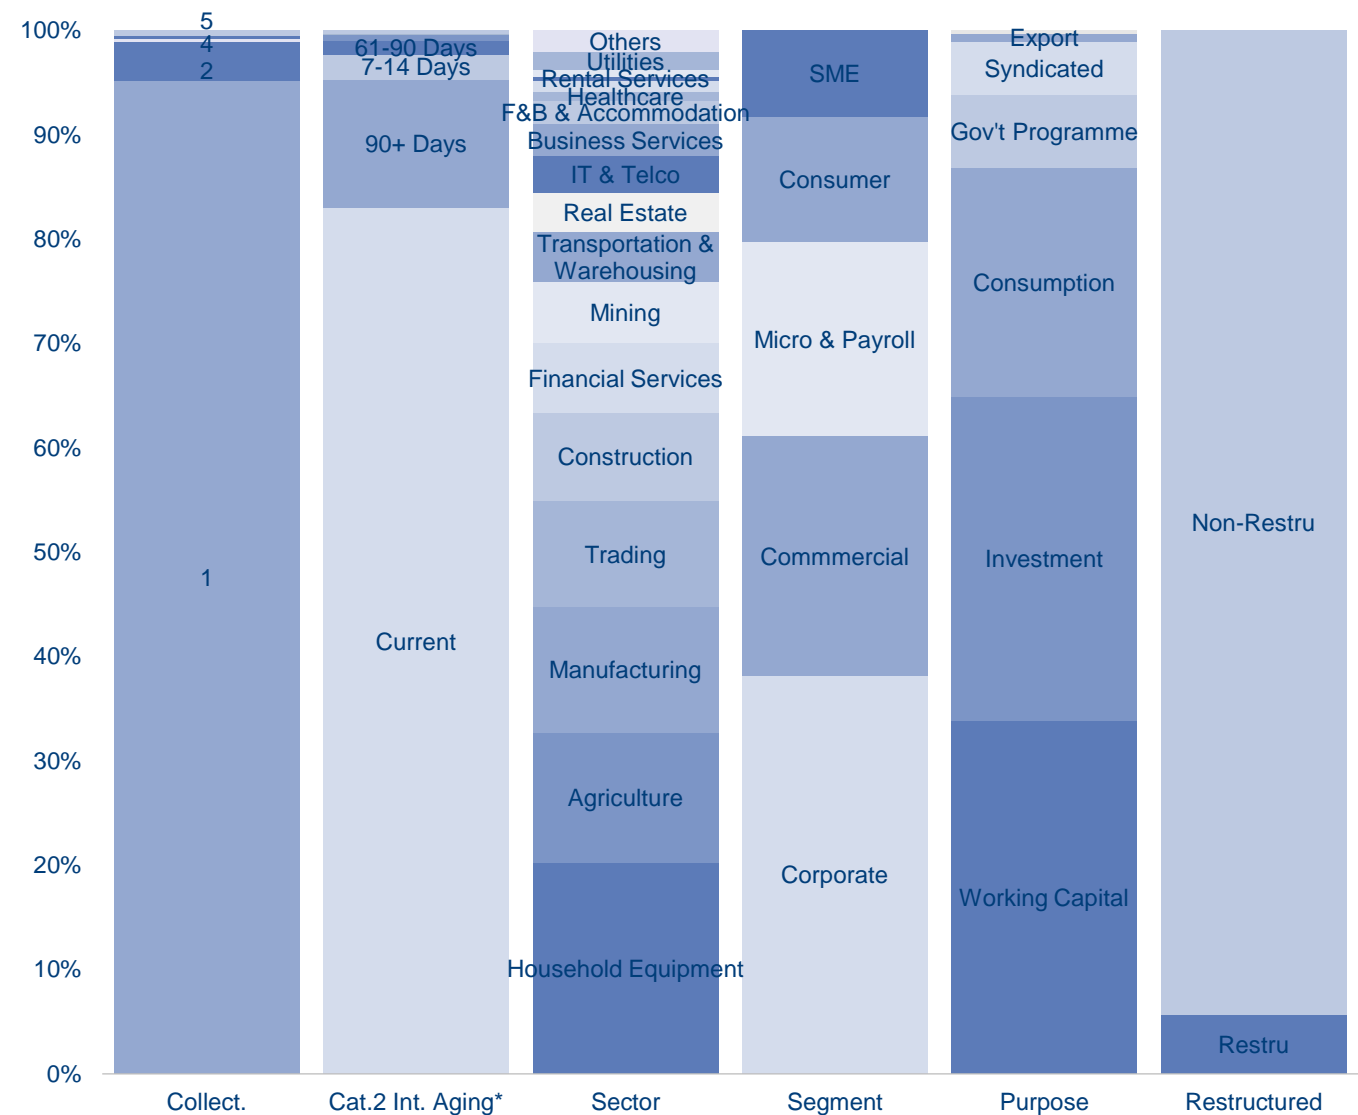 100%
90%
80%
70%
60%
50%
40%
30%
20%
10%
0%
5
4
2
1
61-90 Days
7-14 Days
90+ Days
Current
Others
Utilities
Rental Services
Healthcare
F&B & Accommodation
Business Services
IT & Telco
Real Estate
Transportation &
Warehousing
Mining
Financial Services
Construction
Trading
Manufacturing
Agriculture
Household Equipment
SME
Consumer
Micro & Payroll
Commmercial
Corporate
Export
Syndicated
Gov't Programme
Consumption
Investment
Working Capital
Non-Restru
Restru
Collect.
Cat.2 Int. Aging*
Sector
Segment
Purpose
Restructured